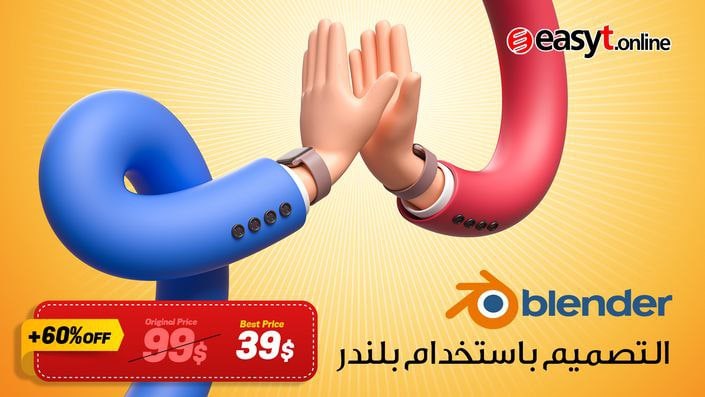 easyt.online
blender
التصميم باستخدام بلندر
+60%OFF
Original Price
99$
Best Price
39$